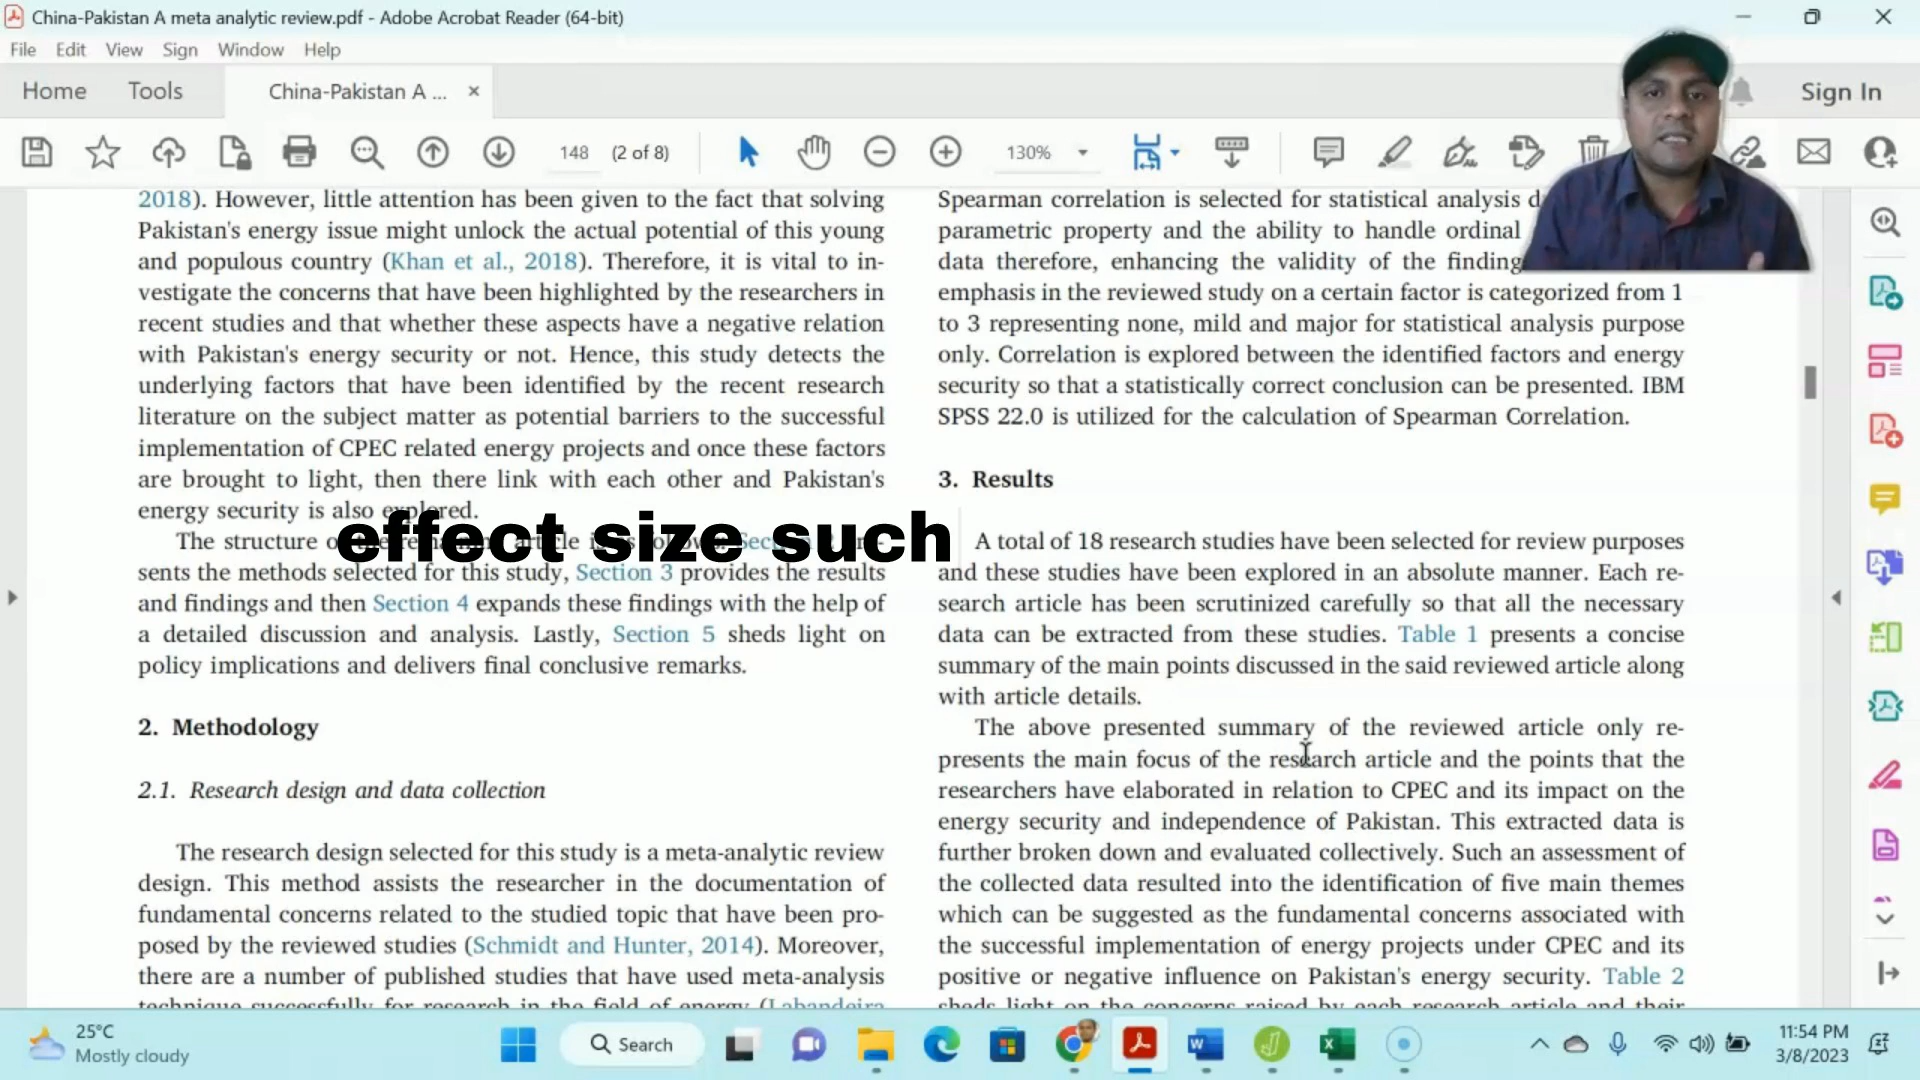 China-Pakistan A meta analytic review.pdf - Adobe Acrobat Reader (64-bit)
File Edit View Sign Window Help
Home Tools China-Pakistan A ... × Sign In
148 (2 of 8) 130%
2018). However, little attention has been given to the fact that solving
Pakistan's energy issue might unlock the actual potential of this young
and populous country (Khan et al., 2018). Therefore, it is vital to in-
vestigate the concerns that have been highlighted by the researchers in
recent studies and that whether these aspects have a negative relation
with Pakistan's energy security or not. Hence, this study detects the
underlying factors that have been identified by the recent research
literature on the subject matter as potential barriers to the successful
implementation of CPEC related energy projects and once these factors
are brought to light, then there link with each other and Pakistan's
energy security is also explored.
effect size such
The structure
sents the methods selected for this study, Section 3 provides the results
and findings and then Section 4 expands these findings with the help of
a detailed discussion and analysis. Lastly, Section 5 sheds light on
policy implications and delivers final conclusive remarks.
2. Methodology
2.1. Research design and data collection
The research design selected for this study is a meta-analytic review
design. This method assists the researcher in the documentation of
fundamental concerns related to the studied topic that have been pro-
posed by the reviewed studies (Schmidt and Hunter, 2014). Moreover,
there are a number of published studies that have used meta-analysis
technique successfully for research in the field of energy (Labandeira
Spearman correlation is selected for statistical analysis
parametric property and the ability to handle ordinal
data therefore, enhancing the validity of the
emphasis in the reviewed study on a certain factor is categorized from 1
to 3 representing none, mild and major for statistical analysis purpose
only. Correlation is explored between the identified factors and energy
security so that a statistically correct conclusion can be presented. IBM
SPSS 22.0 is utilized for the calculation of Spearman Correlation.
3. Results
A total of 18 research studies have been selected for review purposes
and these studies have been explored in an absolute manner. Each re-
search article has been scrutinized carefully so that all the necessary
data can be extracted from these studies. Table 1 presents a concise
summary of the main points discussed in the said reviewed article along
with article details.
The above presented summary of the reviewed article only re-
presents the main focus of the research article and the points that the
researchers have elaborated in relation to CPEC and its impact on the
energy security and independence of Pakistan. This extracted data is
further broken down and evaluated collectively. Such an assessment of
the collected data resulted into the identification of five main themes
which can be suggested as the fundamental concerns associated with
the successful implementation of energy projects under CPEC and its
positive or negative influence on Pakistan's energy security. Table 2
sheds light on the concerns raised by each research article and their
25°C
Mostly cloudy
Search
11:54 PM
3/8/2023